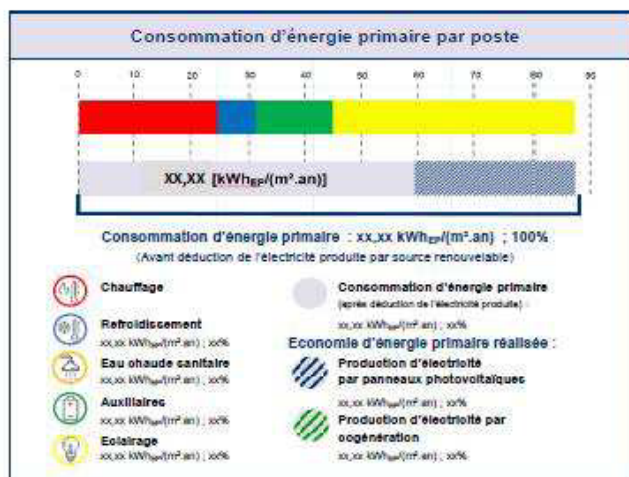 Consommation d'énergie primaire par poste
0 10 20 30 40 60 70 80 90
XX,XX [kWhEP/(m².an)]
Consommation d'énergie primaire : xx,xx kWhEP/(m².an) ; 100%
(Avant déduction de l'électricité produite par source renouvelable)
Chauffage
Refroidissement
xx,xx kWhEP/(m².an) ; xx%
Eau chaude sanitaire
xx,xx kWhEP/(m².an) ; xx%
Auxiliaires
xx,xx kWhEP/(m².an) ; xx%
Eclairage
xx,xx kWhEP/(m².an) ; xx%
Consommation d'énergie primaire
(après déduction de l'électricité produite) :
xx,xx kWhEP/(m².an) ; xx%
Economie d'énergie primaire réalisée :
Production d'électricité
par panneaux photovoltaïques
xx,xx kWhEP/(m².an) ; xx%
Production d'électricité par
cogénération
xx,xx kWhEP/(m².an) ; xx%